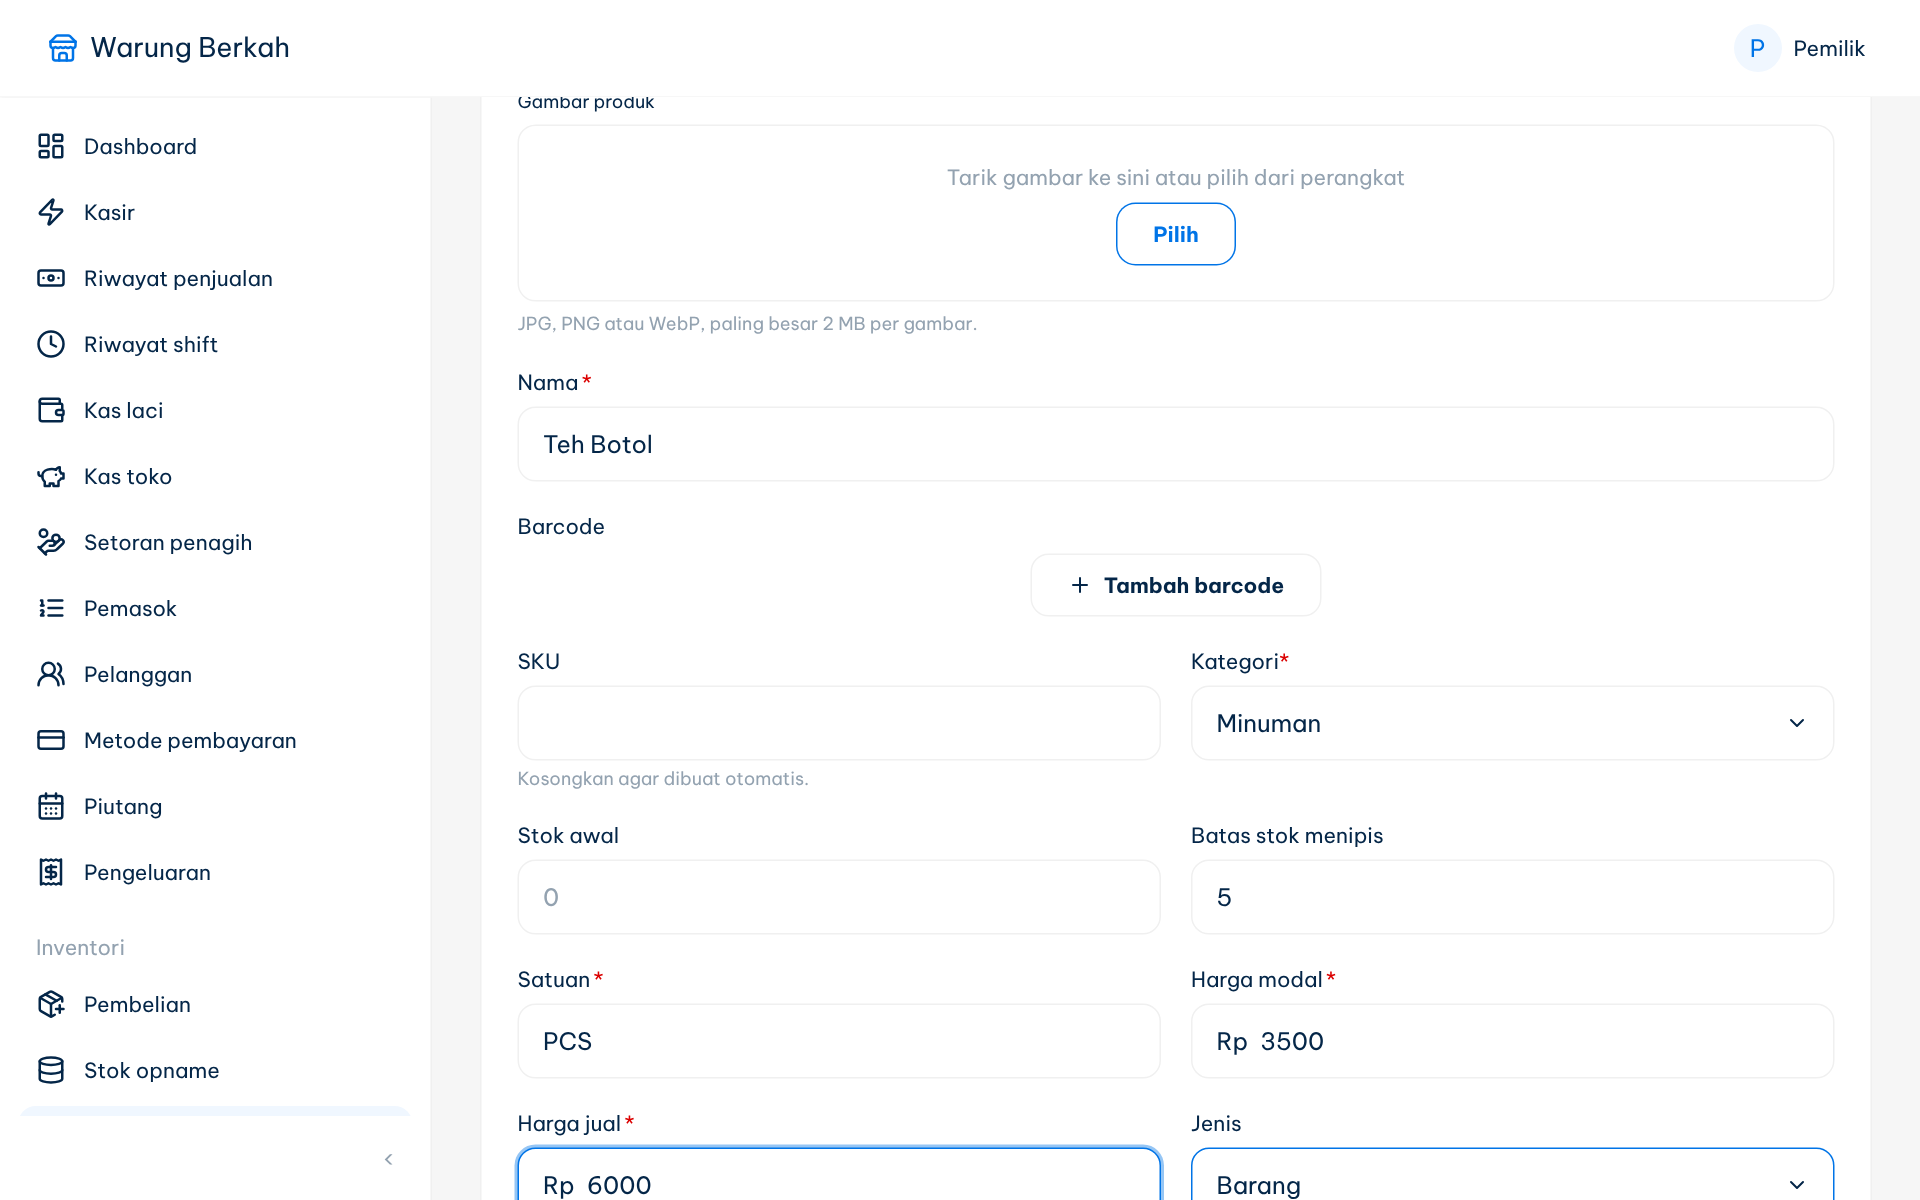 Warung Berkah
P Pemilik
Dashboard
Kasir
Riwayat penjualan
Riwayat shift
Kas laci
Kas toko
Setoran penagih
Pemasok
Pelanggan
Metode pembayaran
Piutang
Pengeluaran
Inventori
Pembelian
Stok opname
Gambar produk
Tarik gambar ke sini atau pilih dari perangkat
Pilih
JPG, PNG atau WebP, paling besar 2 MB per gambar.
Nama*
Teh Botol
Barcode
+ Tambah barcode
SKU
Kosongkan agar dibuat otomatis.
Kategori*
Minuman
Stok awal
0
Batas stok menipis
5
Satuan*
PCS
Harga modal*
Rp 3500
Harga jual*
Rp 6000
Jenis
Barang